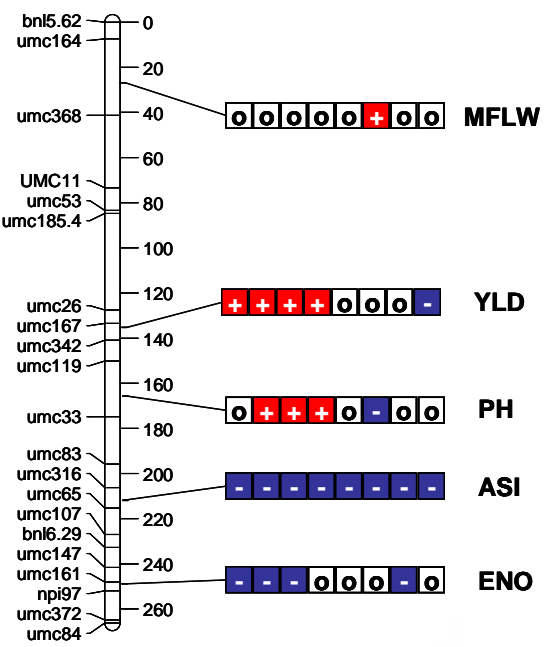 bnl5.62
umc164
umc368
UMC11
umc53
umc185.4
umc26
umc167
umc342
umc119
umc33
umc83
umc316
umc65
umc107
bnl6.29
umc147
umc161
npi97
umc372
umc84
0
20
40
60
80
100
120
140
160
180
200
220
240
260
o o o o o + o o MFLW
+ + + + o o o - YLD
o + + + o - o o PH
- - - - - - - - ASI
- - - o o o - o ENO